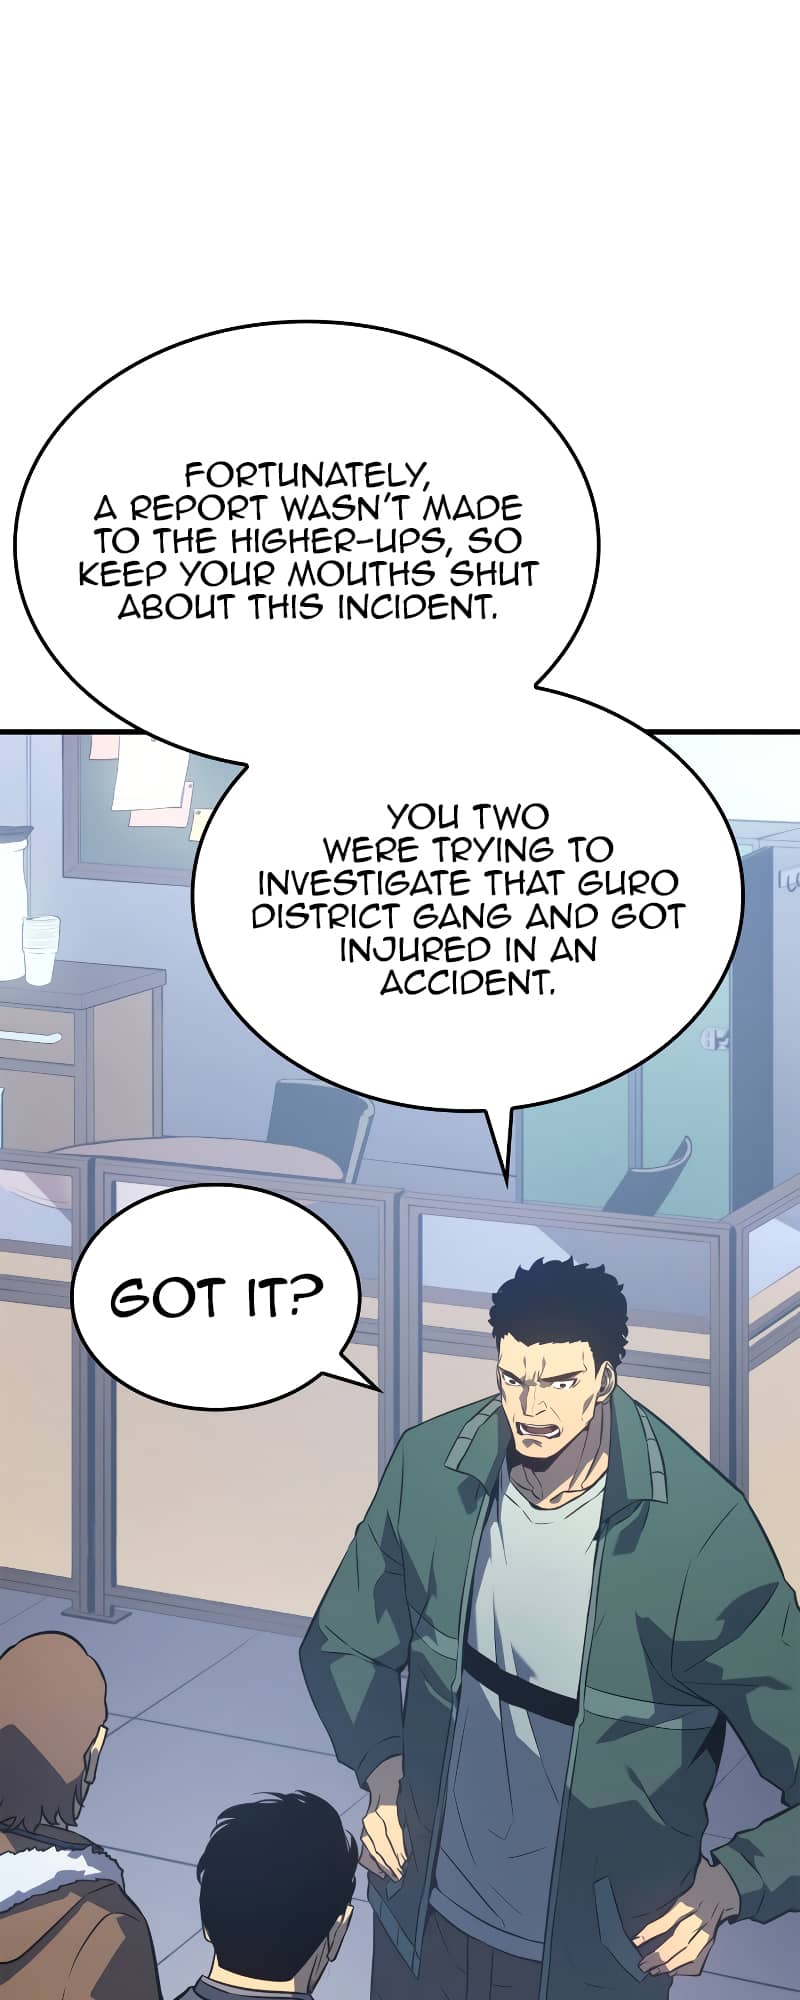 FORTUNATELY,
A REPORT WASN'T MADE
TO THE HIGHER-UPS, SO
KEEP YOUR MOUTHS SHUT
ABOUT THIS INCIDENT.
YOU TWO
WERE TRYING TO
INVESTIGATE THAT GURO
DISTRICT GANG AND GOT
INJURED IN AN
ACCIDENT.
GOT IT?